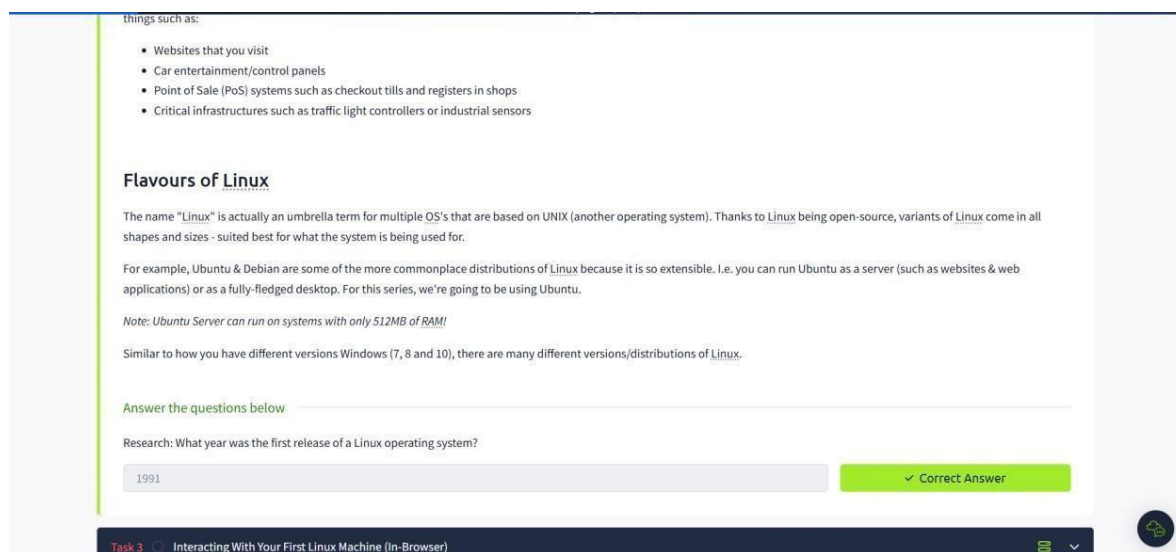 things such as:
Websites that you visit
Car entertainment/control panels
Point of Sale (PoS) systems such as checkout tills and registers in shops
Critical infrastructures such as traffic light controllers or industrial sensors
Flavours of Linux
The name "Linux" is actually an umbrella term for multiple OS's that are based on UNIX (another operating system). Thanks to Linux being open-source, variants of Linux come in all
shapes and sizes - suited best for what the system is being used for.
For example, Ubuntu & Debian are some of the more commonplace distributions of Linux because it is so extensible. I.e. you can run Ubuntu as a server (such as websites & web
applications) or as a fully-fledged desktop. For this series, we're going to be using Ubuntu.
Note: Ubuntu Server can run on systems with only 512MB of RAM!
Similar to how you have different versions Windows (7, 8 and 10), there are many different versions/distributions of Linux.
Answer the questions below
Research: What year was the first release of a Linux operating system?
1991
✓ Correct Answer
Task 3 Interacting With Your First Linux Machine (In-Browser)